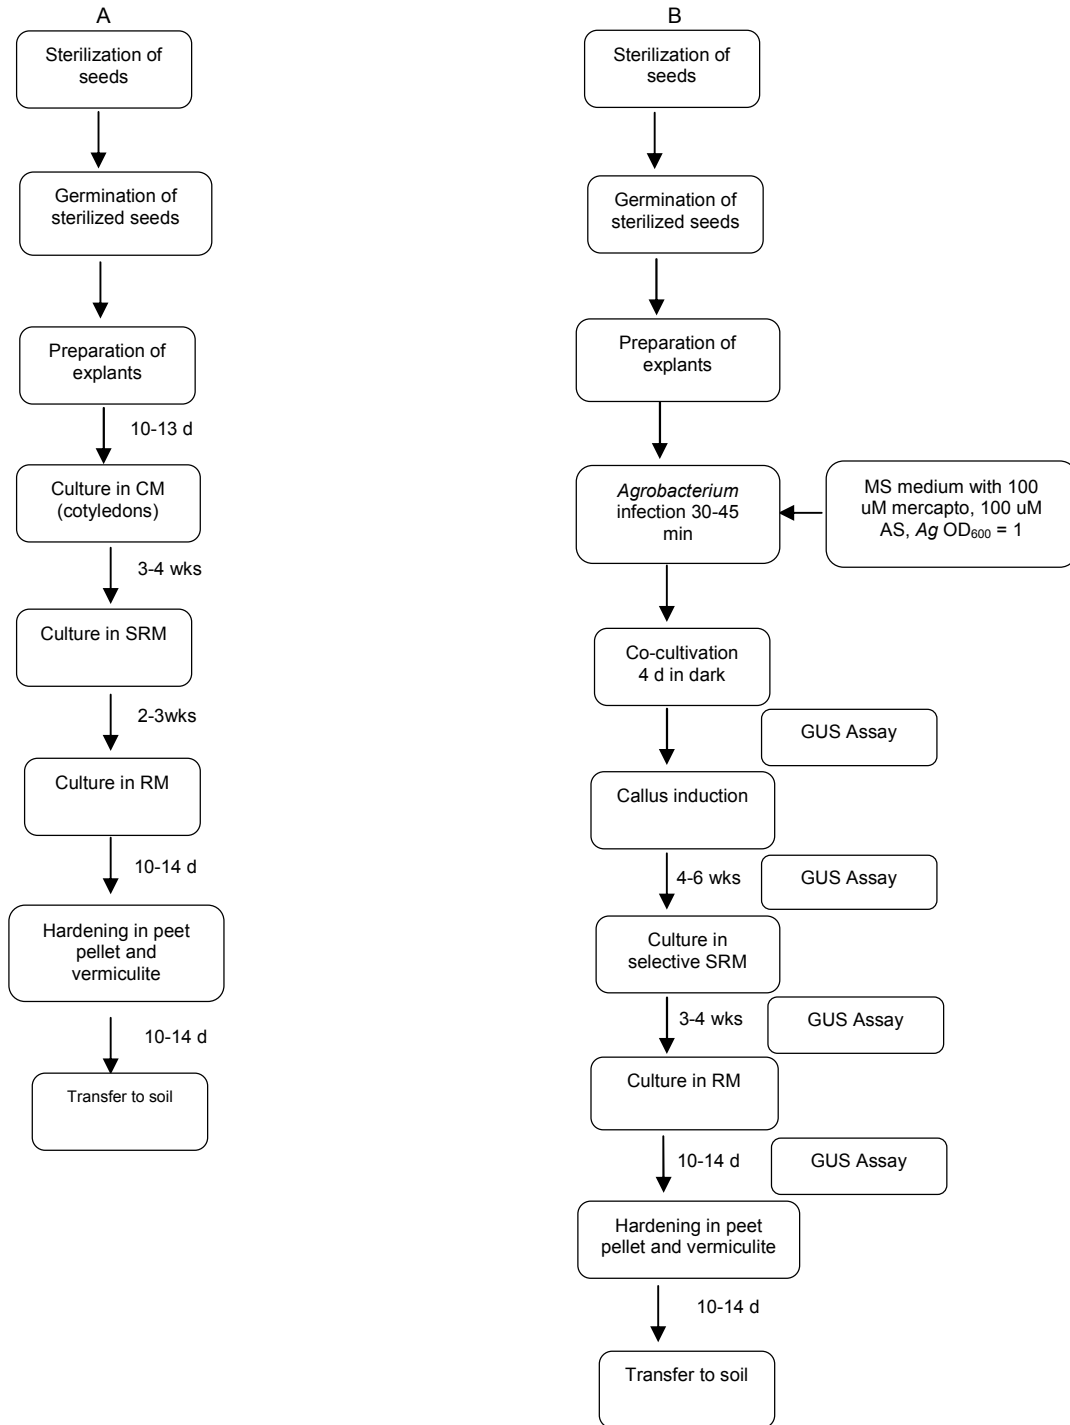 A
Sterilization of
seeds
Germination of
sterilized seeds
Preparation of
explants
10-13 d
Culture in CM
(cotyledons)
3-4 wks
Culture in SRM
2-3wks
Culture in RM
10-14 d
Hardening in peet
pellet and
vermiculite
10-14 d
Transfer to soil
B
Sterilization of
seeds
Germination of
sterilized seeds
Preparation of
explants
Agrobacterium
infection 30-45
min
MS medium with 100
uM mercapto, 100 uM
AS, Ag OD₆₀₀ = 1
Co-cultivation
4 d in dark
GUS Assay
Callus induction
4-6 wks
GUS Assay
Culture in
selective SRM
3-4 wks
GUS Assay
Culture in RM
10-14 d
GUS Assay
Hardening in peet
pellet and vermiculite
10-14 d
Transfer to soil